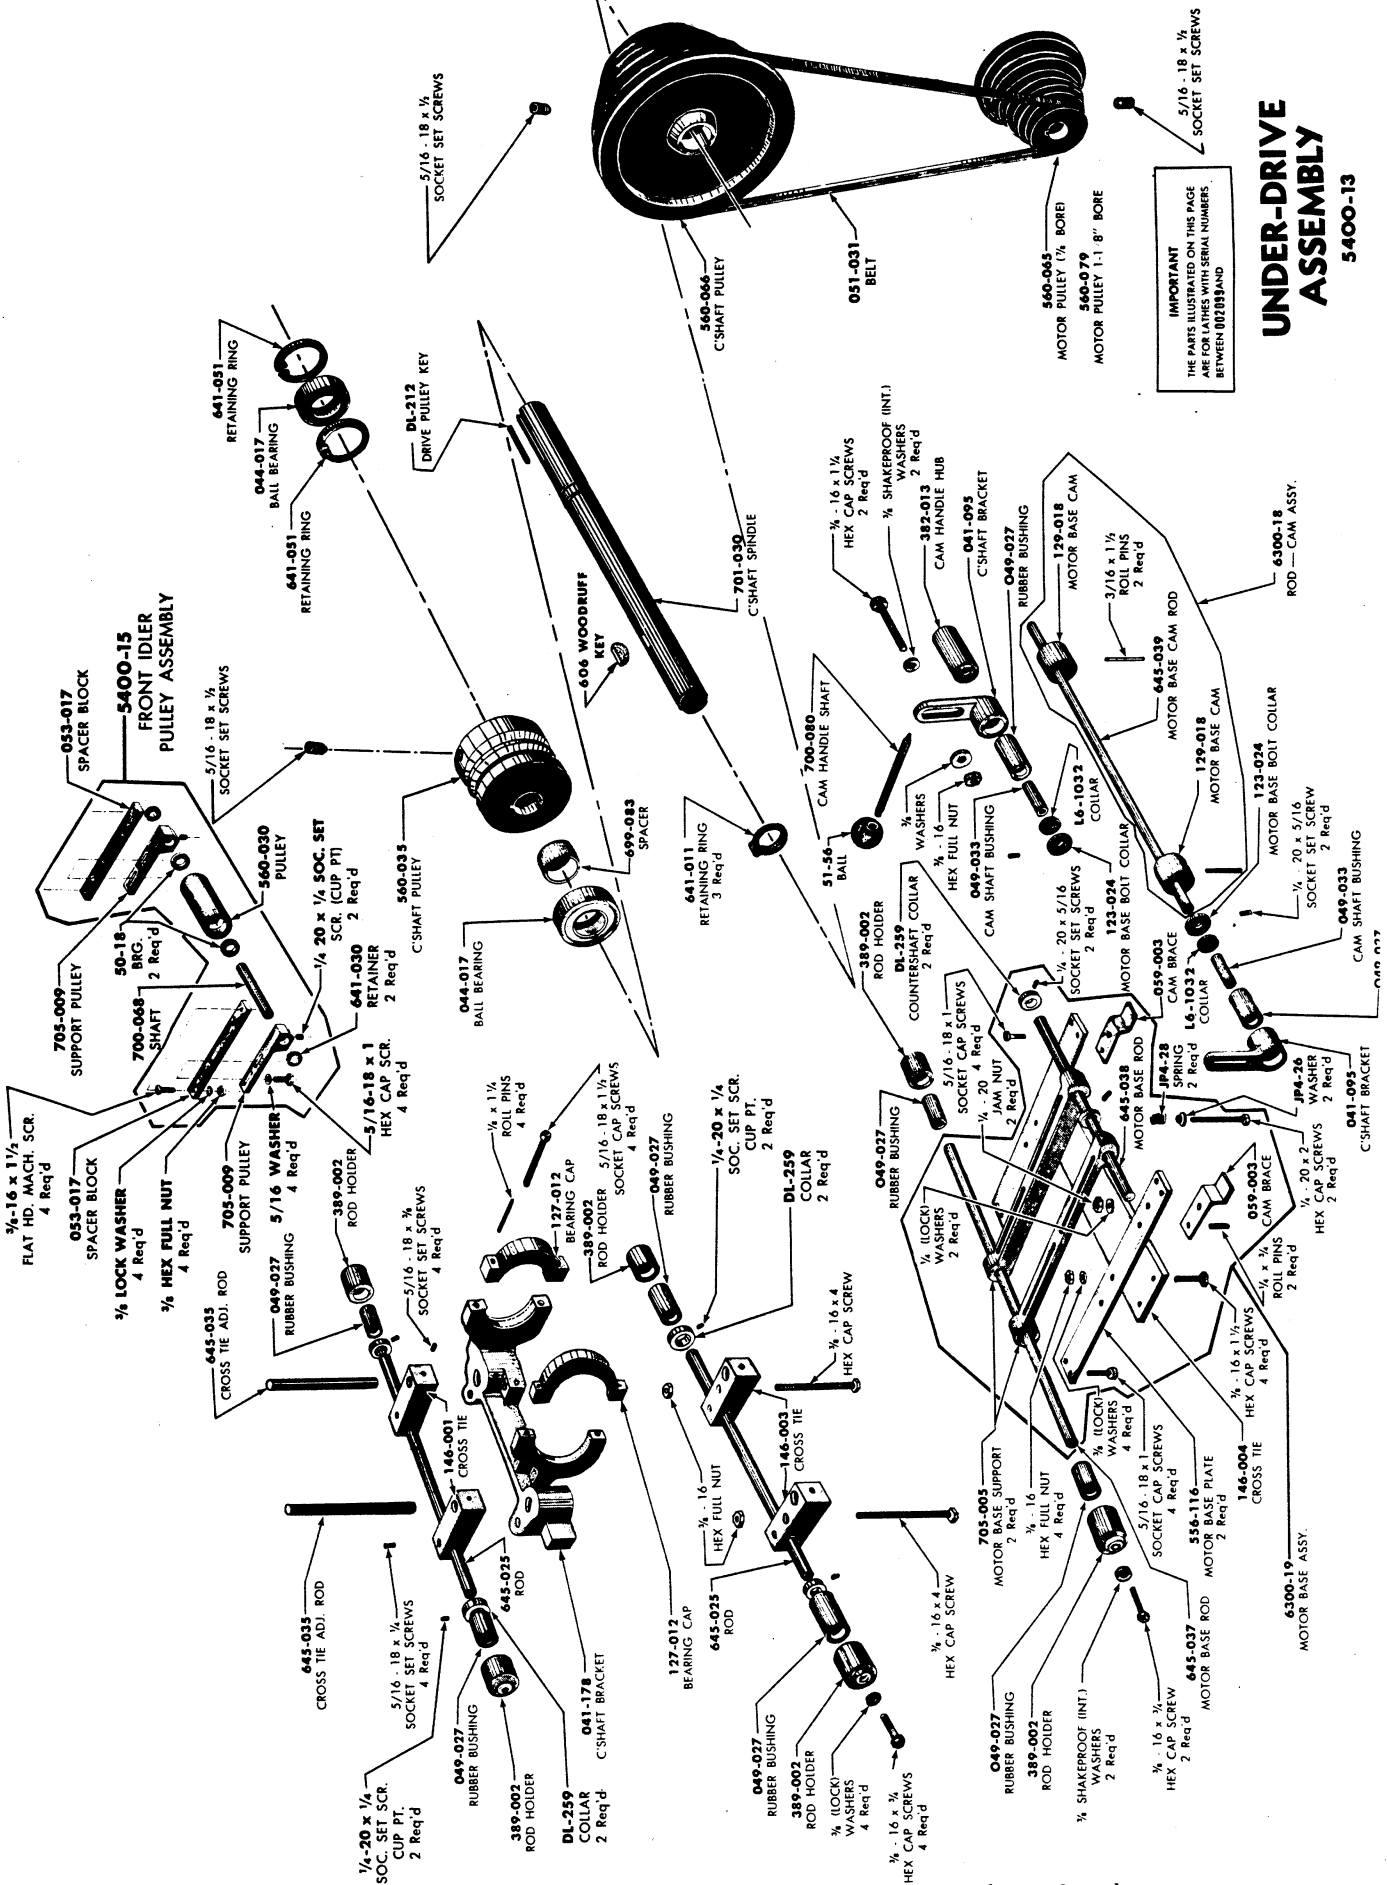 UNDER-DRIVE
ASSEMBLY
5400-13
IMPORTANT
THE PARTS ILLUSTRATED ON THIS PAGE
ARE FOR LATHES WITH SERIAL NUMBERS
BETWEEN 002099 AND
3/8-16 x 1 1/2
FLAT HD. MACH. SCR.
4 Req'd
053-017
SPACER BLOCK
3/8 LOCK WASHER
4 Req'd
3/8 HEX FULL NUT
4 Req'd
705-009
SUPPORT PULLEY
5/16 WASHER
4 Req'd
5/16-18 x 1
HEX CAP SCR.
4 Req'd
705-009
SUPPORT PULLEY
700-068
SHAFT
50-18
BRG.
2 Req'd
053-017
SPACER BLOCK
5400-15
FRONT IDLER
PULLEY ASSEMBLY
560-030
PULLEY
1/4 20 x 1/4 SOC. SET
SCR. (CUP PT)
2 Req'd
641-030
RETAINER
2 Req'd
5/16 - 18 x 1/2
SOCKET SET SCREWS
641-051
RETAINING RING
044-017
BALL BEARING
641-051
RETAINING RING
560-035
C'SHAFT PULLEY
044-017
BALL BEARING
699-083
SPACER
606 WOODRUFF
KEY
DL-212
DRIVE PULLEY KEY
701-030
C'SHAFT SPINDLE
641-011
RETAINING RING
3 Req'd
5/16 - 18 x 1/2
SOCKET SET SCREWS
560-066
C'SHAFT PULLEY
051-031
BELT
560-065
MOTOR PULLEY (7/8 BORE)
560-079
MOTOR PULLEY 1-1 8" BORE
5/16 - 18 x 1/2
SOCKET SET SCREWS
645-035
CROSS TIE ADJ. ROD
645-035
CROSS TIE ADJ. ROD
049-027
RUBBER BUSHING
389-002
ROD HOLDER
5/16 - 18 x 3/8
SOCKET SET SCREWS
4 Req'd
146-001
CROSS TIE
645-025
ROD
5/16 - 18 x 1/4
SOCKET SET SCREWS
4 Req'd
1/4-20 x 1/4
SOC. SET SCR.
CUP PT.
2 Req'd
049-027
RUBBER BUSHING
389-002
ROD HOLDER
DL-259
COLLAR
2 Req'd
041-178
C'SHAFT BRACKET
1/4 x 1 1/4
ROLL PINS
4 Req'd
127-012
BEARING CAP
5/16 - 18 x 1 1/2
SOCKET CAP SCREWS
4 Req'd
389-002
ROD HOLDER
049-027
RUBBER BUSHING
1/4-20 x 1/4
SOC. SET SCR.
CUP PT.
2 Req'd
DL-259
COLLAR
2 Req'd
3/8 - 16 x 4
HEX CAP SCREW
146-003
CROSS TIE
3/8 - 16
HEX FULL NUT
127-012
BEARING CAP
645-025
ROD
3/8 - 16 x 4
HEX CAP SCREW
049-027
RUBBER BUSHING
389-002
ROD HOLDER
3/8 (LOCK)
WASHERS
4 Req'd
3/8 - 16 x 3/4
HEX CAP SCREWS
4 Req'd
3/8 - 16 x 1 1/4
HEX CAP SCREWS
2 Req'd
3/8 SHAKEPROOF (INT.)
WASHERS
2 Req'd
382-013
CAM HANDLE HUB
041-095
C'SHAFT BRACKET
049-027
RUBBER BUSHING
129-018
MOTOR BASE CAM
3/16 x 1 1/2
ROLL PINS
2 Req'd
6300-18
ROD — CAM ASSY.
700-080
CAM HANDLE SHAFT
51-56
BALL
3/8
WASHERS
3/8 - 16
HEX FULL NUT
049-033
CAM SHAFT BUSHING
L6-1032
COLLAR
645-039
MOTOR BASE CAM ROD
129-018
MOTOR BASE CAM
123-024
MOTOR BASE BOLT COLLAR
1/4 - 20 x 5/16
SOCKET SET SCREW
2 Req'd
049-033
CAM SHAFT BUSHING
049-027
389-002
ROD HOLDER
DL-259
COUNTERSHAFT COLLAR
2 Req'd
1/4 - 20 x 5/16
SOCKET SET SCREWS
2 Req'd
123-024
MOTOR BASE BOLT COLLAR
059-003
CAM BRACE
L6-1032
COLLAR
049-027
RUBBER BUSHING
5/16 - 18 x 1
SOCKET CAP SCREWS
4 Req'd
1/4 - 20
JAM NUT
2 Req'd
645-038
MOTOR BASE ROD
JP4-28
SPRING
2 Req'd
JP4-26
WASHER
2 Req'd
041-095
C'SHAFT BRACKET
1/4 (LOCK)
WASHERS
2 Req'd
1/4 - 20 x 2
HEX CAP SCREWS
2 Req'd
059-003
CAM BRACE
1/4 x 3/4
ROLL PINS
2 Req'd
3/8 - 16 x 1 1/2
HEX CAP SCREWS
4 Req'd
705-005
MOTOR BASE SUPPORT
2 Req'd
3/8 - 16
HEX FULL NUT
4 Req'd
3/8 (LOCK)
WASHERS
4 Req'd
5/16 - 18 x 1
SOCKET CAP SCREWS
4 Req'd
556-116
MOTOR BASE PLATE
2 Req'd
146-004
CROSS TIE
6300-19
MOTOR BASE ASSY.
049-027
RUBBER BUSHING
389-002
ROD HOLDER
3/8 SHAKEPROOF (INT.)
WASHERS
2 Req'd
3/8 - 16 x 3/4
HEX CAP SCREW
2 Req'd
645-037
MOTOR BASE ROD